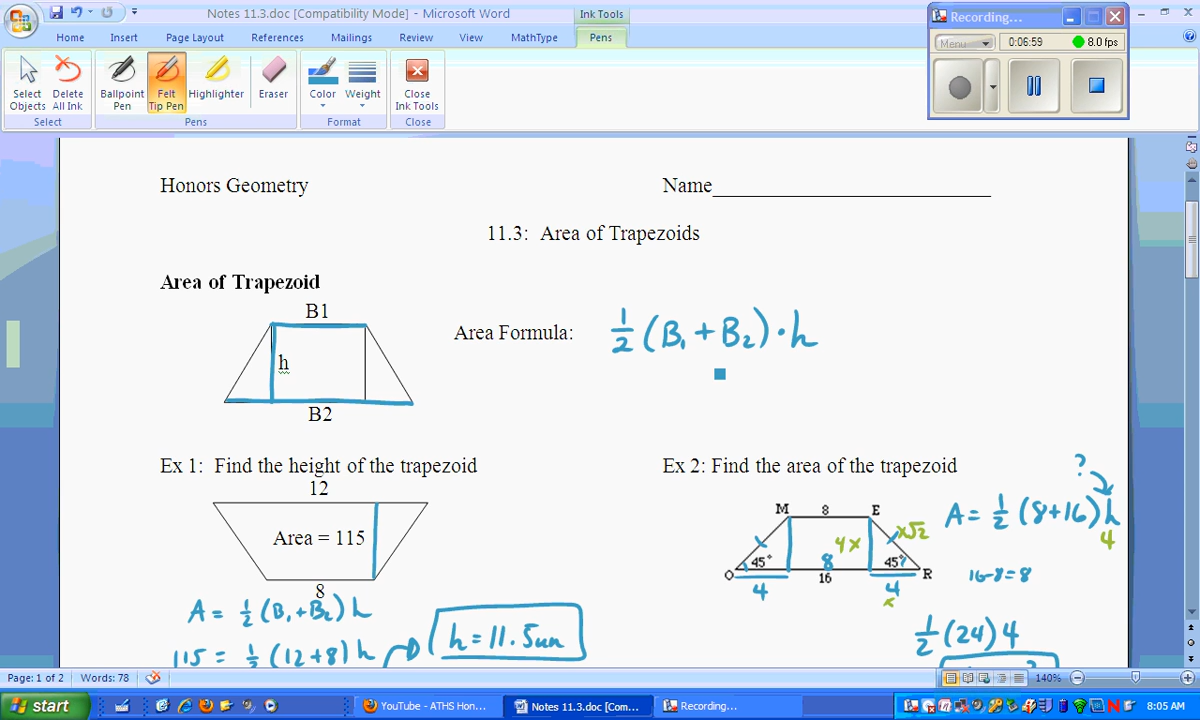 Notes 11.3.doc [Compatibility Mode] - Microsoft Word
Ink Tools
Recording...
Home Insert Page Layout References Mailings Review View MathType Pens
Menu 0:06:59 8.0 fps
Select Objects
Delete All Ink
Ballpoint Pen
Felt Tip Pen
Highlighter
Eraser
Color
Weight
Close Ink Tools
Select Pens Format Close
Honors Geometry Name
11.3: Area of Trapezoids
Area of Trapezoid
B1
h
B2
Area Formula: 1/2 (B₁ + B₂) · h
Ex 1: Find the height of the trapezoid
12
Area = 115
8
A = 1/2 (B₁ + B₂) h
115 = 1/2 (12 + 8) h
h = 11.5 un
Ex 2: Find the area of the trapezoid
?
M 8 E
A = 1/2 (8 + 16) h
4
x√2
4 x
45° 8 45°
O 16 R
4 4
x
16-8=8
1/2 (24) 4
Page: 1 of 2 Words: 78 140%
start YouTube - ATHS Hon... Notes 11.3.doc [Com... Recording... 8:05 AM